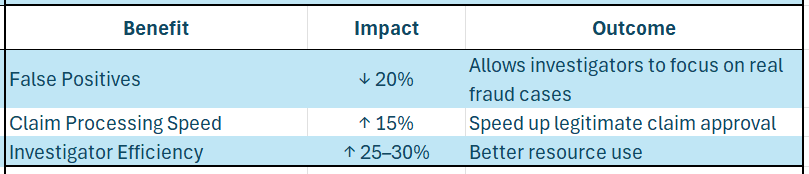 Benefit Impact Outcome
False Positives ↓ 20% Allows investigators to focus on real
fraud cases
Claim Processing Speed ↑ 15% Speed up legitimate claim approval
Investigator Efficiency ↑ 25–30% Better resource use